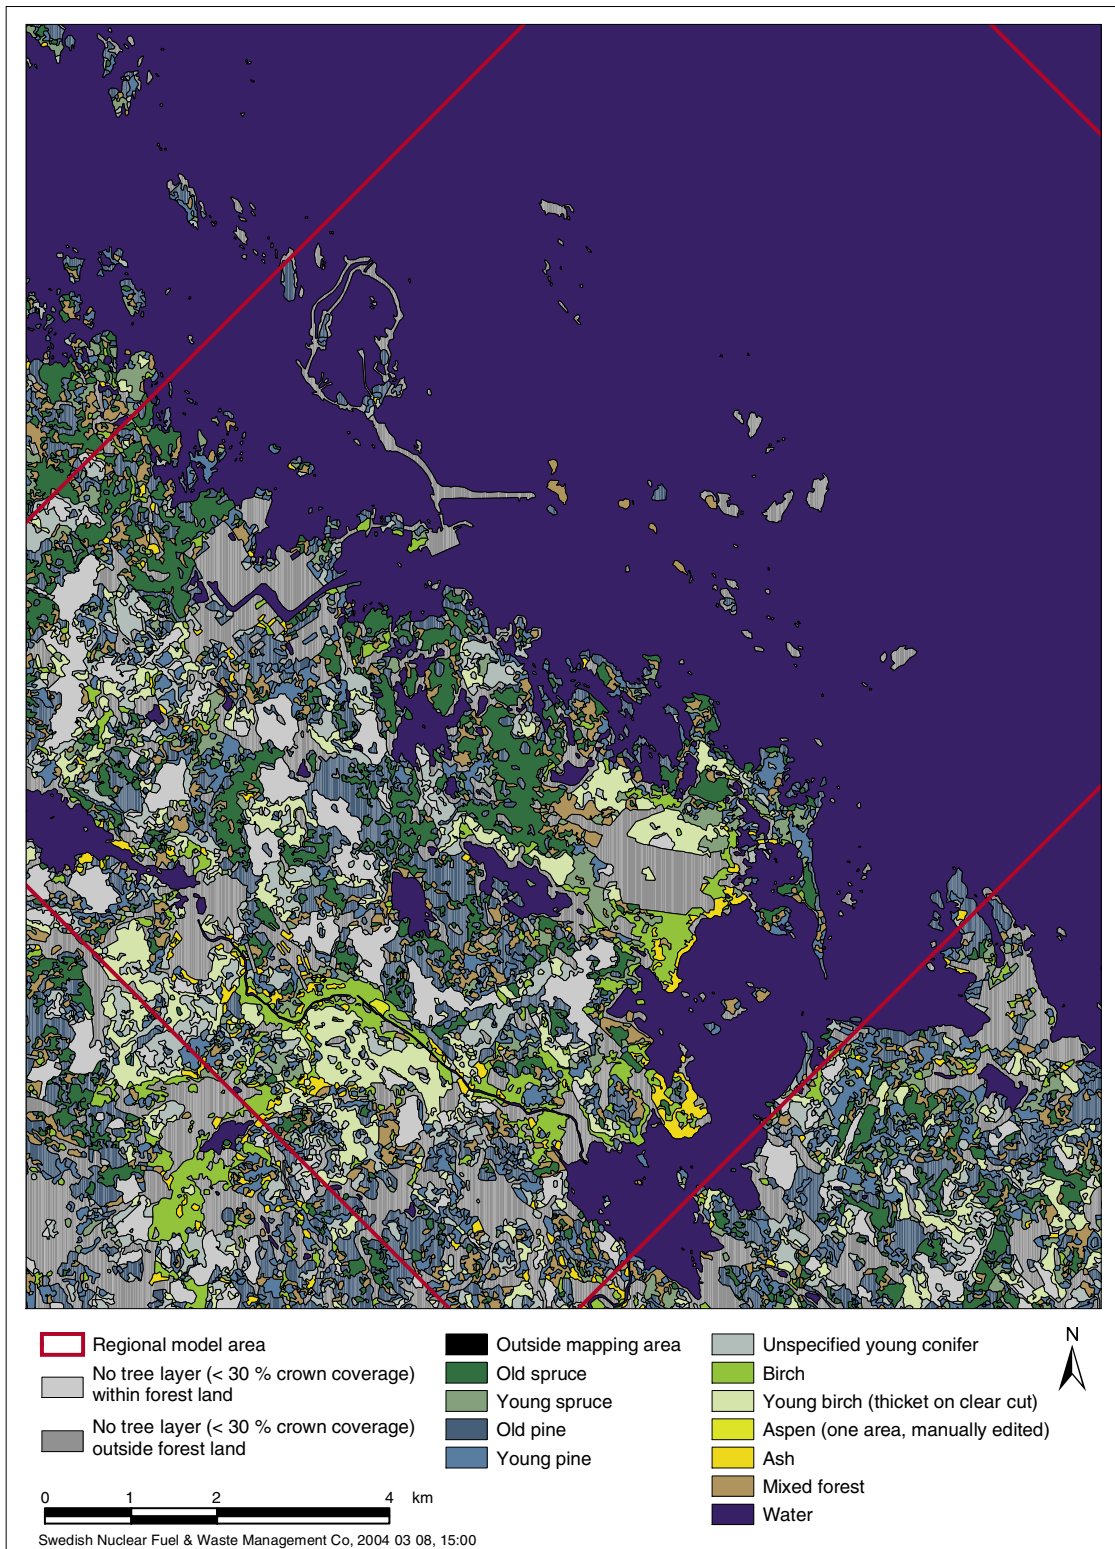 Regional model area
No tree layer (< 30 % crown coverage)
within forest land
No tree layer (< 30 % crown coverage)
outside forest land
Outside mapping area
Old spruce
Young spruce
Old pine
Young pine
Unspecified young conifer
Birch
Young birch (thicket on clear cut)
Aspen (one area, manually edited)
Ash
Mixed forest
Water
N
0 1 2 4 km
Swedish Nuclear Fuel & Waste Management Co, 2004 03 08, 15:00